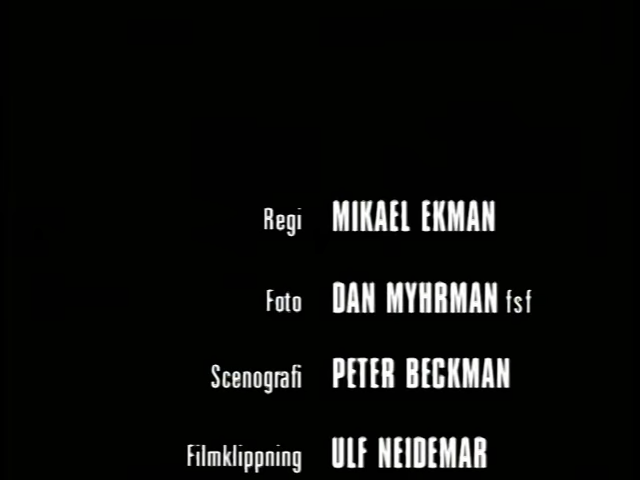 Regi MIKAEL EKMAN
Foto DAN MYHRMAN fsf
Scenografi PETER BECKMAN
Filmklippning ULF NEIDEMAR